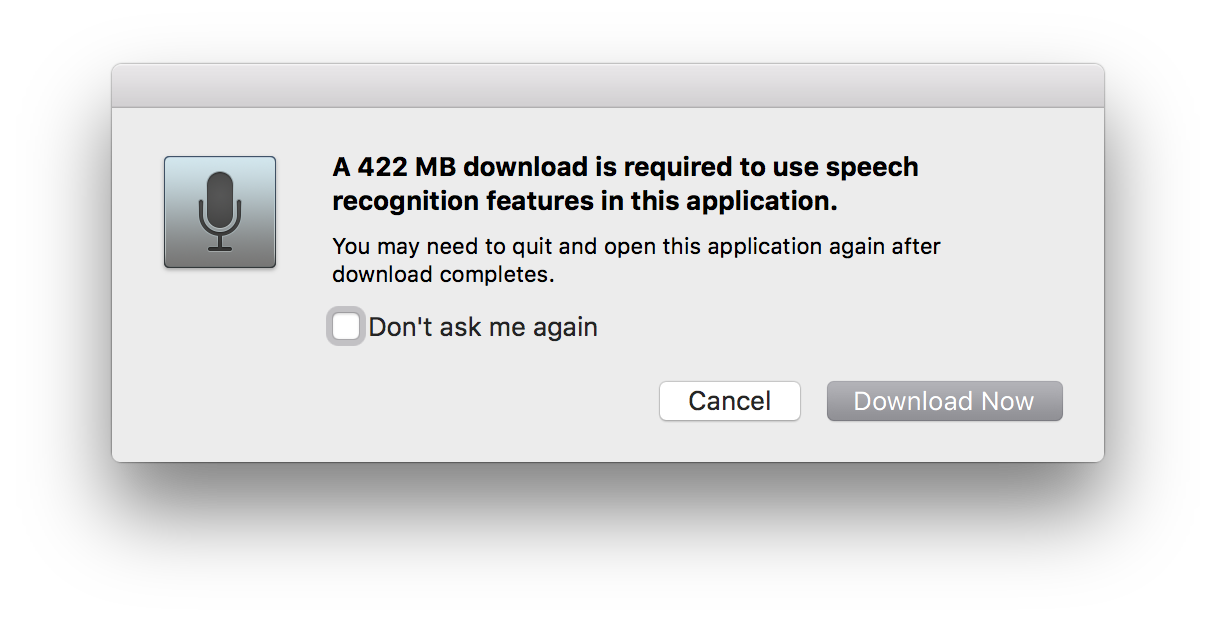 A 422 MB download is required to use speech
recognition features in this application.
You may need to quit and open this application again after
download completes.
Don't ask me again
Cancel
Download Now